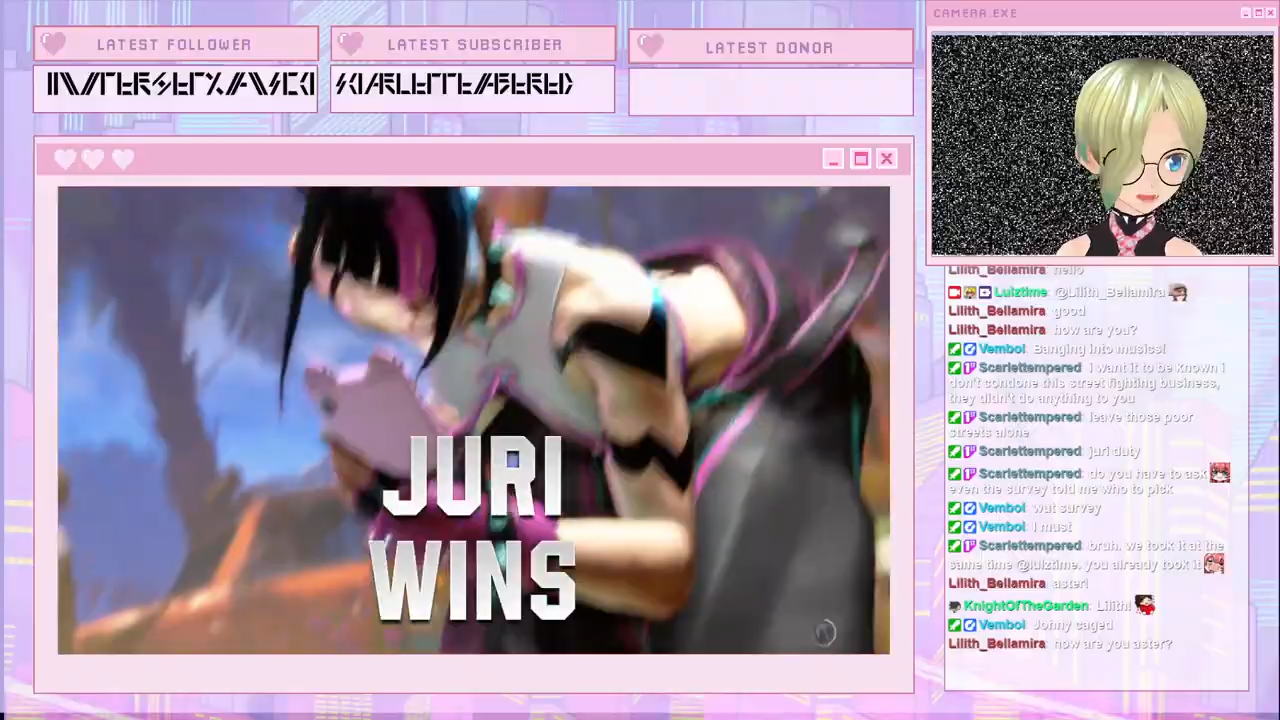 CAMERA.EXE
LATEST FOLLOWER
LATEST SUBSCRIBER
LATEST DONOR
JURI
WINS
Lilith_Bellamira hello
Luiztime @Lilith_Bellamira
Lilith_Bellamira good
Lilith_Bellamira how are you?
Vembol Banging into musics!
Scarlettempered I want it to be known i
don't condone this street fighting business,
they didn't do anything to you
Scarlettempered leave those poor
streets alone
Scarlettempered juri duty
Scarlettempered do you have to ask
even the survey told me who to pick
Vembol wut survey
Vembol I must
Scarlettempered bruh. we took it at the
same time @luiztime. you already took it
Lilith_Bellamira aster!
KnightOfTheGarden: Lilith!
Vembol Johny caged
Lilith_Bellamira how are you aster?